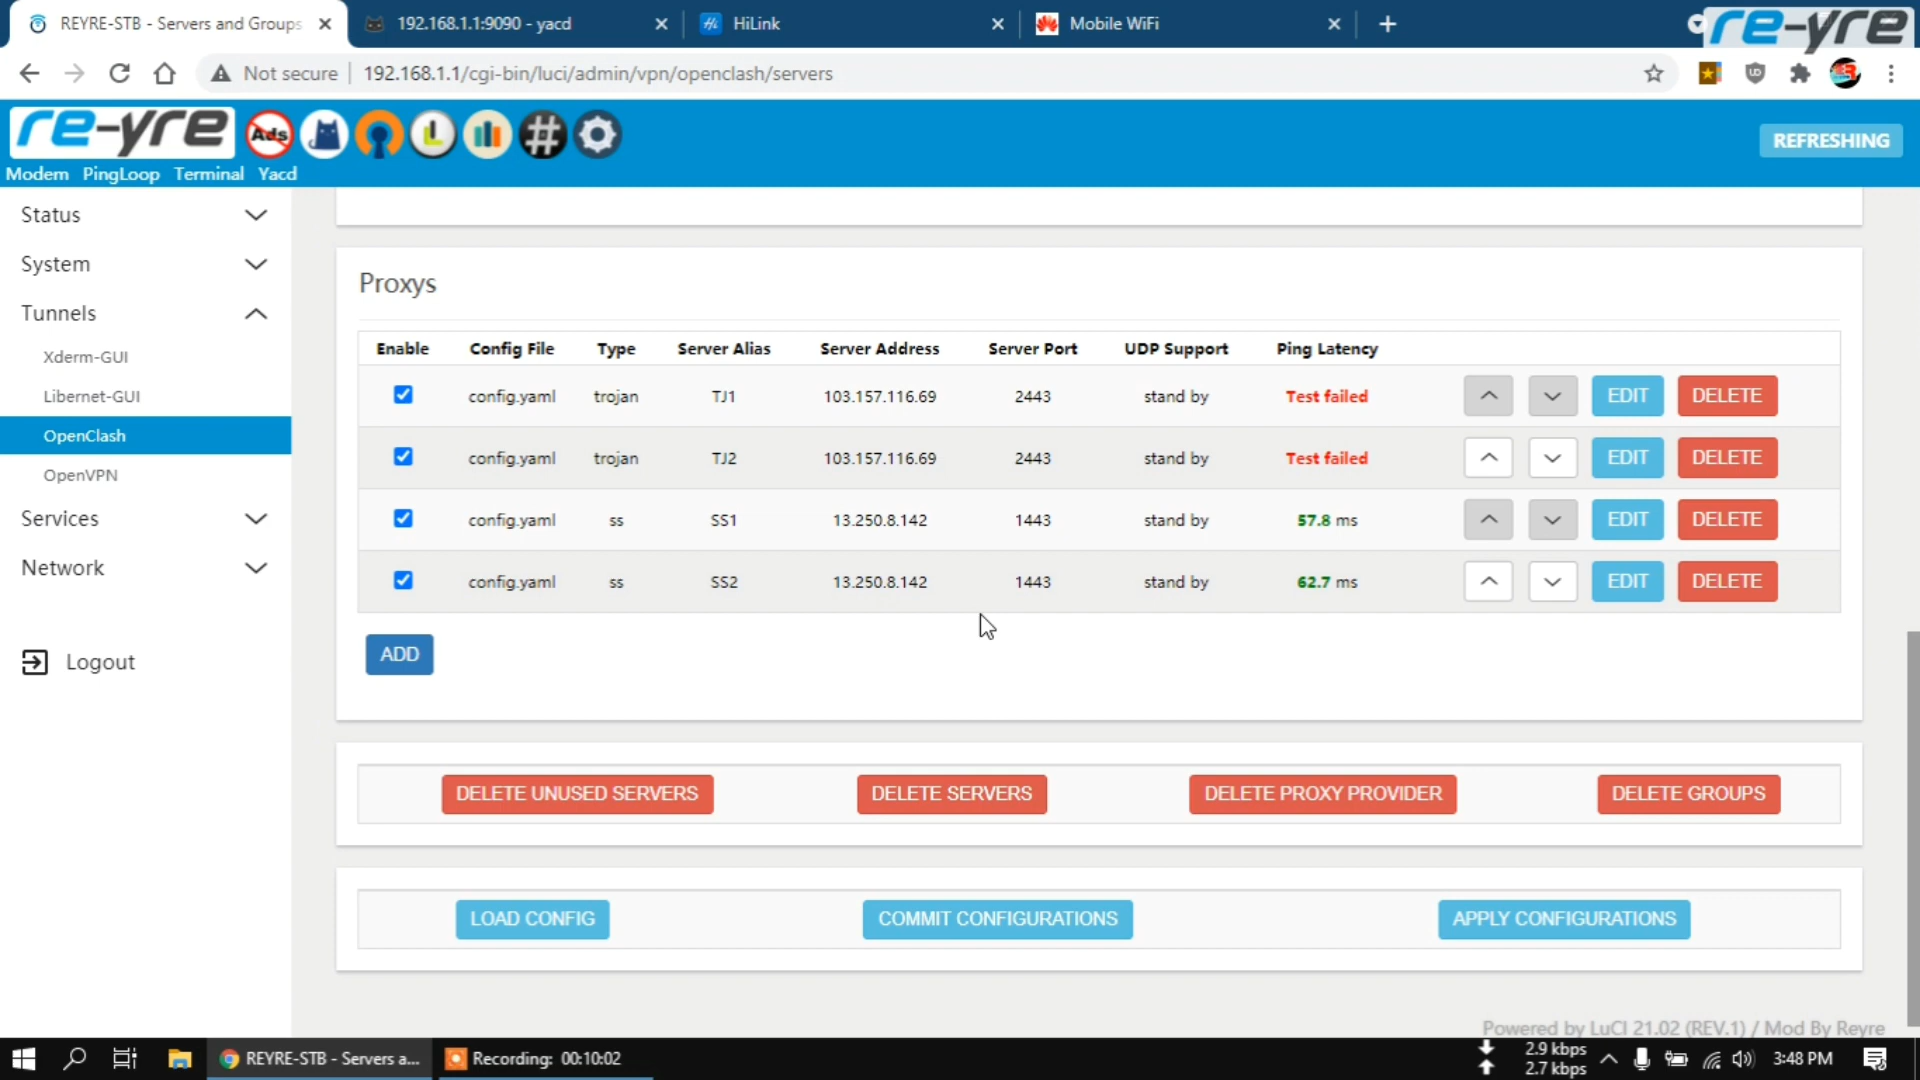 REYRE-STB - Servers and Groups
192.168.1.1:9090 - yacd
HiLink
Mobile WiFi
re-yre
Not secure
192.168.1.1/cgi-bin/luci/admin/vpn/openclash/servers
re-yre
Ads
REFRESHING
Modem PingLoop Terminal Yacd
Status
System
Tunnels
Xderm-GUI
Libernet-GUI
OpenClash
OpenVPN
Services
Network
Logout
Proxys
Enable Config File Type Server Alias Server Address Server Port UDP Support Ping Latency
config.yaml trojan TJ1 103.157.116.69 2443 stand by Test failed EDIT DELETE
config.yaml trojan TJ2 103.157.116.69 2443 stand by Test failed EDIT DELETE
config.yaml ss SS1 13.250.8.142 1443 stand by 57.8 ms EDIT DELETE
config.yaml ss SS2 13.250.8.142 1443 stand by 62.7 ms EDIT DELETE
ADD
DELETE UNUSED SERVERS DELETE SERVERS DELETE PROXY PROVIDER DELETE GROUPS
LOAD CONFIG COMMIT CONFIGURATIONS APPLY CONFIGURATIONS
Powered by LuCI 21.02 (REV.1) / Mod By Reyre
REYRE-STB - Servers a...
Recording: 00:10:02
2.9 kbps
2.7 kbps
3:48 PM